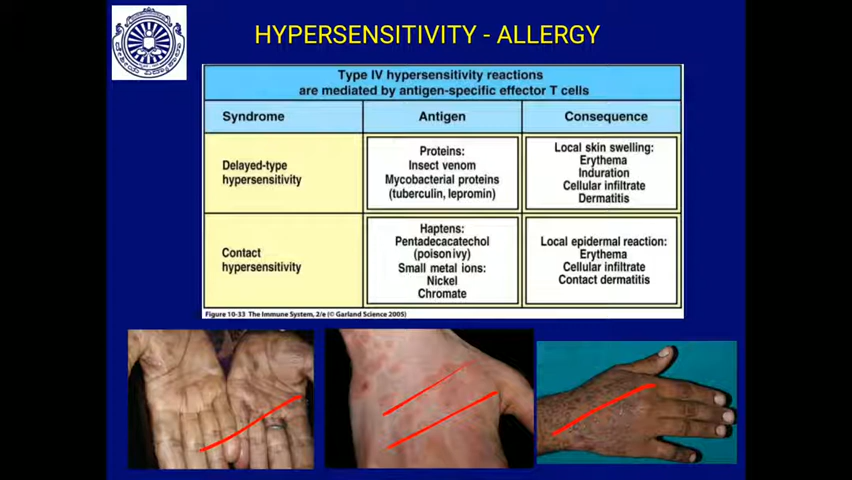 HYPERSENSITIVITY - ALLERGY
Type IV hypersensitivity reactions
are mediated by antigen-specific effector T cells
Syndrome
Antigen
Consequence
Delayed-type
hypersensitivity
Proteins:
Insect venom
Mycobacterial proteins
(tuberculin, lepromin)
Local skin swelling:
Erythema
Induration
Cellular infiltrate
Dermatitis
Contact
hypersensitivity
Haptens:
Pentadecacatechol
(poison ivy)
Small metal ions:
Nickel
Chromate
Local epidermal reaction:
Erythema
Cellular infiltrate
Contact dermatitis
Figure 10-33 The Immune System, 2/e (© Garland Science 2005)